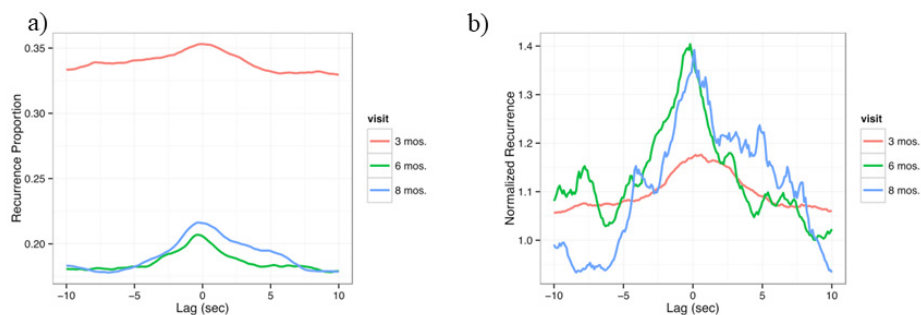 a)
0.35
0.30
0.25
0.20
Recurrence Proportion
-10
-5
0
5
10
Lag (sec)
visit
3 mos.
6 mos.
8 mos.
b)
1.4
1.3
1.2
1.1
1.0
Normalized Recurrence
-10
-5
0
5
10
Lag (sec)
visit
3 mos.
6 mos.
8 mos.